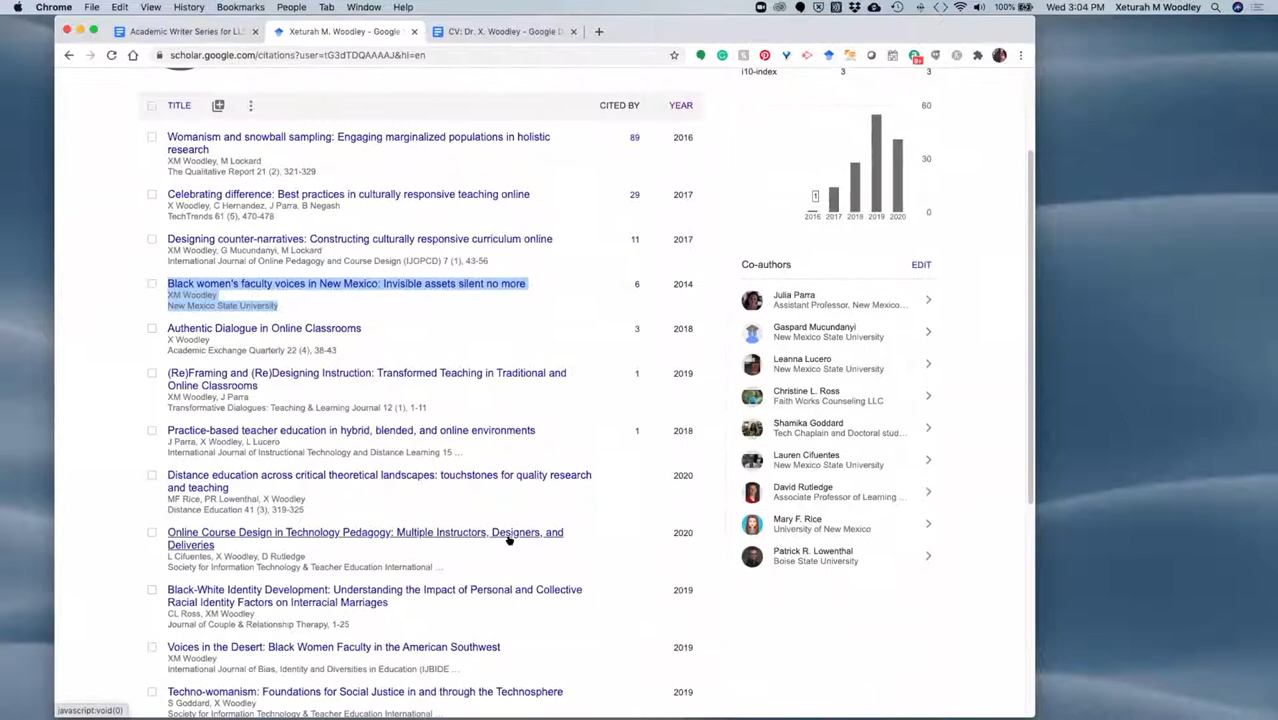 Chrome File Edit View History Bookmarks People Tab Window Help
100% Wed 3:04 PM Xeturah M Woodley
Academic Writer Series for LL
Xeturah M. Woodley - Google
CV: Dr. X. Woodley - Google D
scholar.google.com/citations?user=tG3dTDQAAAAJ&hl=en
TITLE CITED BY YEAR
Womanism and snowball sampling: Engaging marginalized populations in holistic 89 2016
research
XM Woodley, M Lockard
The Qualitative Report 21 (2), 321-329
Celebrating difference: Best practices in culturally responsive teaching online 29 2017
X Woodley, C Hernandez, J Parra, B Negash
TechTrends 61 (5), 470-478
Designing counter-narratives: Constructing culturally responsive curriculum online 11 2017
XM Woodley, G Mucundanyi, M Lockard
International Journal of Online Pedagogy and Course Design (IJOPCD) 7 (1), 43-56
Black women's faculty voices in New Mexico: Invisible assets silent no more 6 2014
XM Woodley
New Mexico State University
Authentic Dialogue in Online Classrooms 3 2018
X Woodley
Academic Exchange Quarterly 22 (4), 38-43
(Re)Framing and (Re)Designing Instruction: Transformed Teaching in Traditional and 1 2019
Online Classrooms
XM Woodley, J Parra
Transformative Dialogues: Teaching & Learning Journal 12 (1), 1-11
Practice-based teacher education in hybrid, blended, and online environments 1 2018
J Parra, X Woodley, L Lucero
International Journal of Instructional Technology and Distance Learning 15 ...
Distance education across critical theoretical landscapes: touchstones for quality research 2020
and teaching
MF Rice, PR Lowenthal, X Woodley
Distance Education 41 (3), 319-325
Online Course Design in Technology Pedagogy: Multiple Instructors, Designers, and 2020
Deliveries
L Cifuentes, X Woodley, D Rutledge
Society for Information Technology & Teacher Education International ...
Black-White Identity Development: Understanding the Impact of Personal and Collective 2019
Racial Identity Factors on Interracial Marriages
CL Ross, XM Woodley
Journal of Couple & Relationship Therapy, 1-25
Voices in the Desert: Black Women Faculty in the American Southwest 2019
XM Woodley
International Journal of Bias, Identity and Diversities in Education (IJBIDE ...
Techno-womanism: Foundations for Social Justice in and through the Technosphere 2019
S Goddard, X Woodley
Society for Information Technology & Teacher Education International ...
javascript:void(0)
i10-index 3 3
60
30
0
1
2016 2017 2018 2019 2020
Co-authors EDIT
Julia Parra
Assistant Professor, New Mexico...
Gaspard Mucundanyi
New Mexico State University
Leanna Lucero
New Mexico State University
Christine L. Ross
Faith Works Counseling LLC
Shamika Goddard
Tech Chaplain and Doctoral stud...
Lauren Cifuentes
New Mexico State University
David Rutledge
Associate Professor of Learning ...
Mary F. Rice
University of New Mexico
Patrick R. Lowenthal
Boise State University